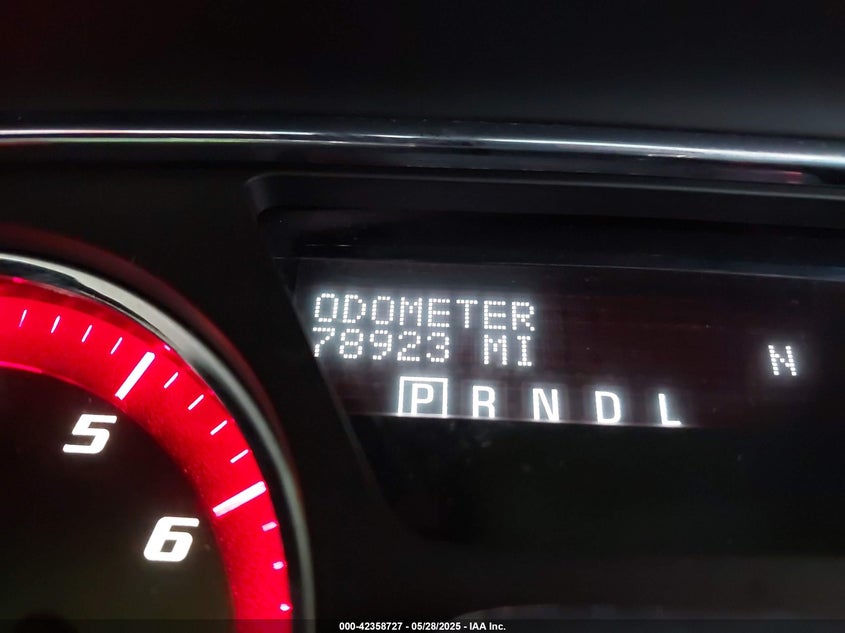 ODOMETER
78923 MI
N
P R N D L
5
6
000-42358727 - 05/28/2025 - IAA Inc.